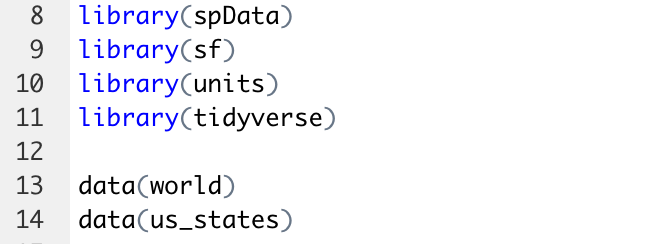 8 library(spData)
9 library(sf)
10 library(units)
11 library(tidyverse)
12
13 data(world)
14 data(us_states)